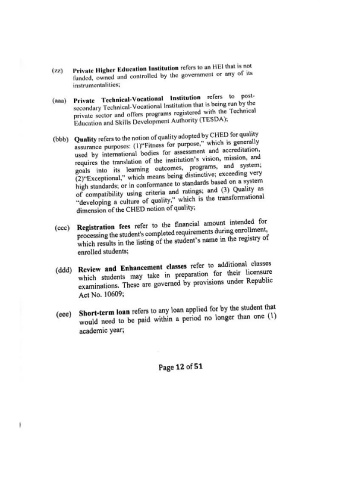 (zz) Private Higher Education Institution refers to an HEI that is not
funded, owned and controlled by the government or any of its
instrumentalities;
(aaa) Private Technical-Vocational Institution refers to post-
secondary Technical-Vocational Institution that is being run by the
private sector and offers programs registered with the Technical
Education and Skills Development Authority (TESDA);
(bbb) Quality refers to the notion of quality adopted by CHED for quality
assurance purposes: (1)"Fitness for purpose," which is generally
used by international bodies for assessment and accreditation,
requires the translation of the institution's vision, mission, and
goals into its learning outcomes, programs, and system;
(2)"Exceptional," which means being distinctive; exceeding very
high standards; or in conformance to standards based on a system
of compatibility using criteria and ratings; and (3) Quality as
"developing a culture of quality," which is the transformational
dimension of the CHED notion of quality;
(ccc) Registration fees refer to the financial amount intended for
processing the student's completed requirements during enrollment,
which results in the listing of the student's name in the registry of
enrolled students;
(ddd) Review and Enhancement classes refer to additional classes
which students may take in preparation for their licensure
examinations. These are governed by provisions under Republic
Act No. 10609;
(eee) Short-term loan refers to any loan applied for by the student that
would need to be paid within a period no longer than one (1)
academic year;
Page 12 of 51